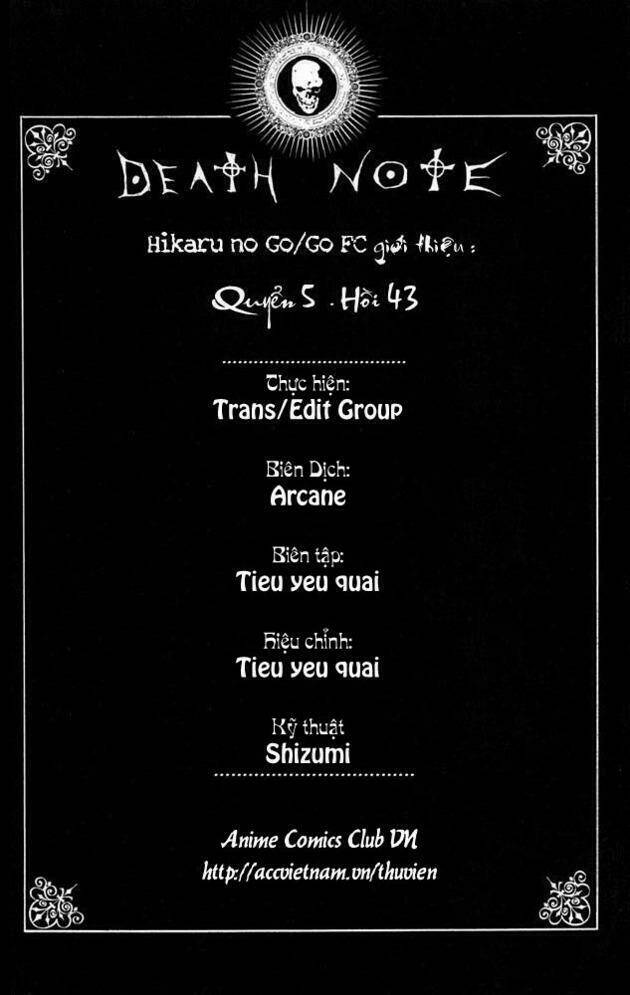 DEATH NOTE
Hikaru no Go/Go FC giới thiệu :
Quyển 5 . Hồi 43
Thực hiện:
Trans/Edit Group
Biên Dịch:
Arcane
Biên tập:
Tieu yeu quai
Hiệu chỉnh:
Tieu yeu quai
Kỹ thuật
Shizumi
Anime Comics Club VN
http://accvietnam.vn/thuvien